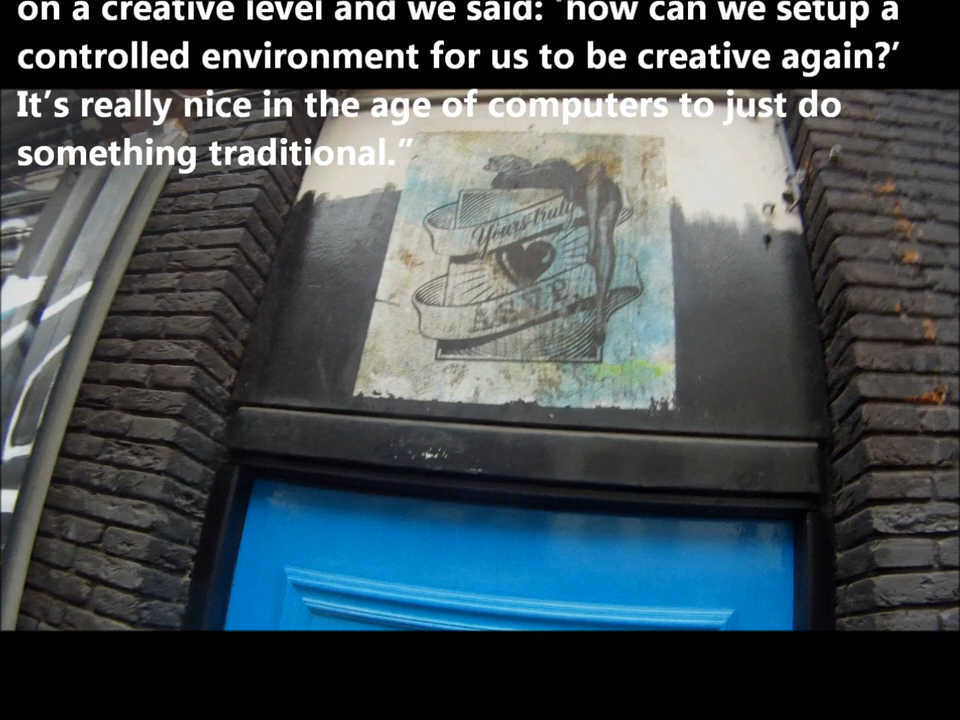 on a creative level and we said: ‘how can we setup a
controlled environment for us to be creative again?’
It’s really nice in the age of computers to just do
something traditional.”
Yours truly
A.S.V.P.